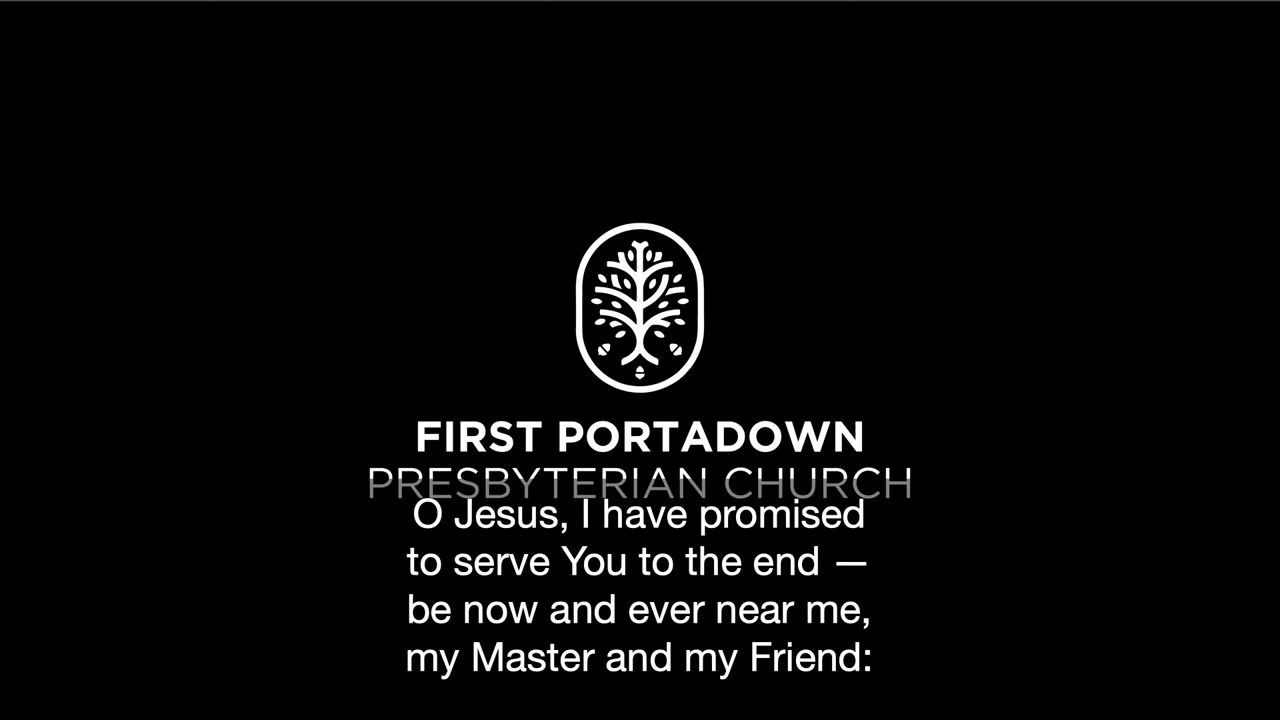 FIRST PORTADOWN
PRESBYTERIAN CHURCH
O Jesus, I have promised
to serve You to the end —
be now and ever near me,
my Master and my Friend: